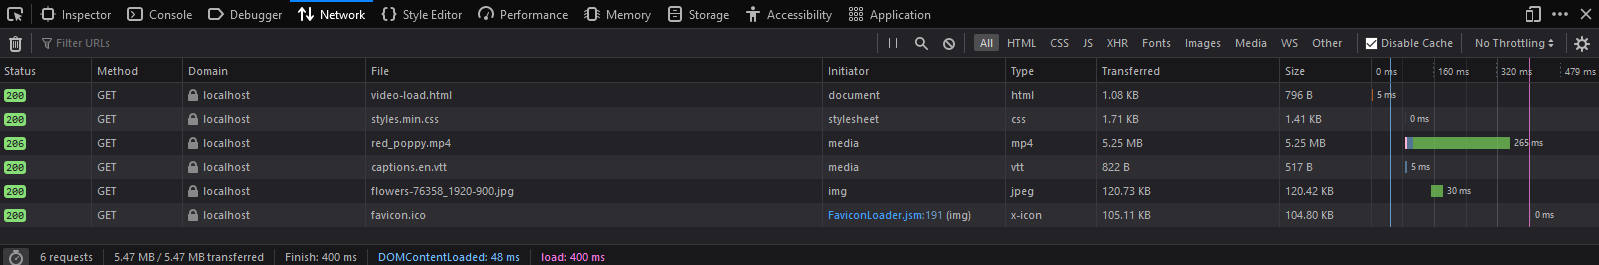 Inspector Console Debugger Network Style Editor Performance Memory Storage Accessibility Application
Filter URLs All HTML CSS JS XHR Fonts Images Media WS Other Disable Cache No Throttling
Status Method Domain File Initiator Type Transferred Size 0 ms 160 ms 320 ms 479 ms
200 GET localhost video-load.html document html 1.08 KB 796 B 5 ms
200 GET localhost styles.min.css stylesheet css 1.71 KB 1.41 KB 0 ms
206 GET localhost red_poppy.mp4 media mp4 5.25 MB 5.25 MB 265 ms
200 GET localhost captions.en.vtt media vtt 822 B 517 B 5 ms
200 GET localhost flowers-76358_1920-900.jpg img jpeg 120.73 KB 120.42 KB 30 ms
200 GET localhost favicon.ico FaviconLoader.jsm:191 (img) x-icon 105.11 KB 104.80 KB 0 ms
6 requests 5.47 MB / 5.47 MB transferred Finish: 400 ms DOMContentLoaded: 48 ms load: 400 ms